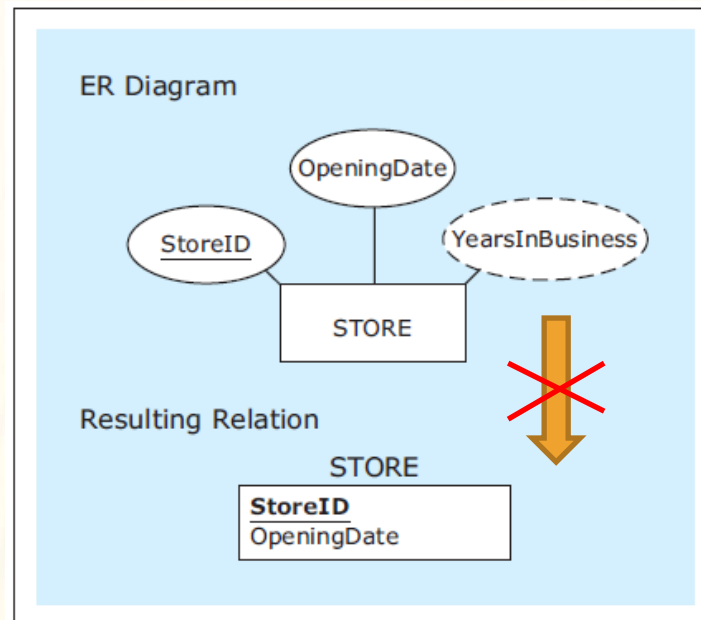 ER Diagram
OpeningDate
StoreID
YearsInBusiness
STORE
Resulting Relation
STORE
StoreID
OpeningDate